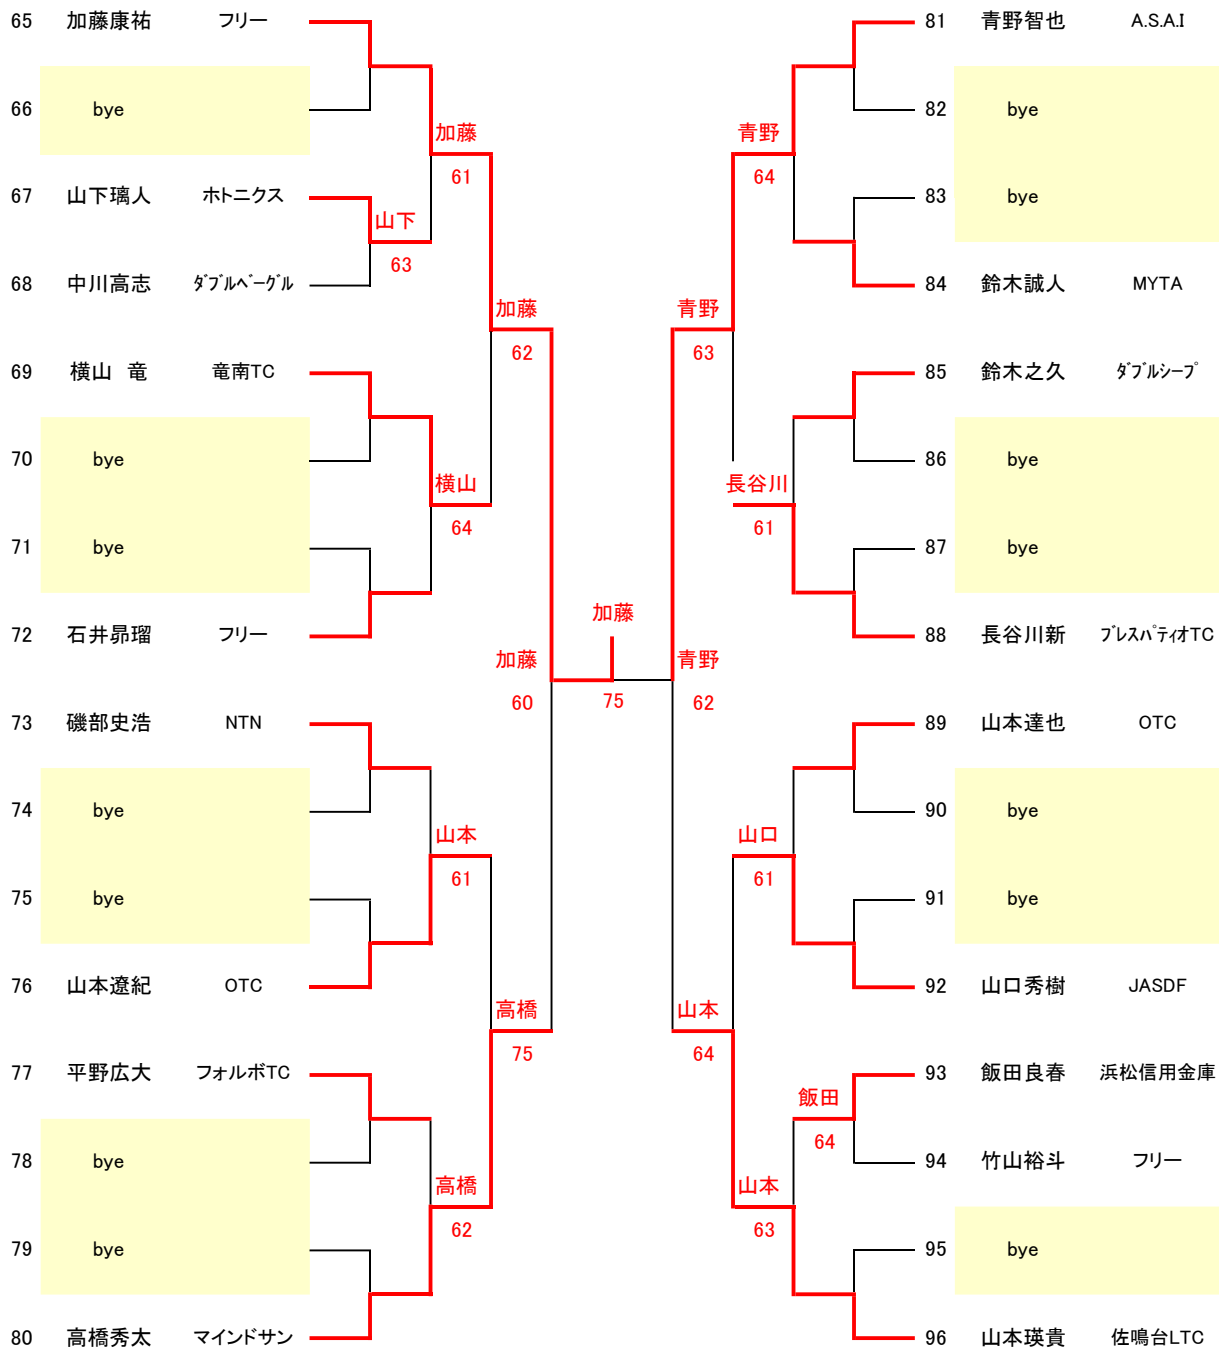 65 加藤康祐 フリー
66 bye
加藤
61
67 山下璃人 ホトニクス
山下
63
68 中川高志 ダブルベーグル
加藤
62
69 横山 竜 竜南TC
70 bye
横山
64
71 bye
72 石井昴瑠 フリー
加藤
60
73 磯部史浩 NTN
74 bye
山本
61
75 bye
76 山本遼紀 OTC
高橋
75
77 平野広大 フォルボTC
78 bye
高橋
62
79 bye
80 高橋秀太 マインドサン
加藤
75
81 青野智也 A.S.A.I
82 bye
青野
64
83 bye
84 鈴木誠人 MYTA
青野
63
85 鈴木之久 ダブルシープ
86 bye
長谷川
61
87 bye
88 長谷川新 ブレスパティオTC
青野
62
89 山本達也 OTC
90 bye
山口
61
91 bye
92 山口秀樹 JASDF
山本
64
93 飯田良春 浜松信用金庫
飯田
64
94 竹山裕斗 フリー
山本
63
95 bye
96 山本瑛貴 佐鳴台LTC